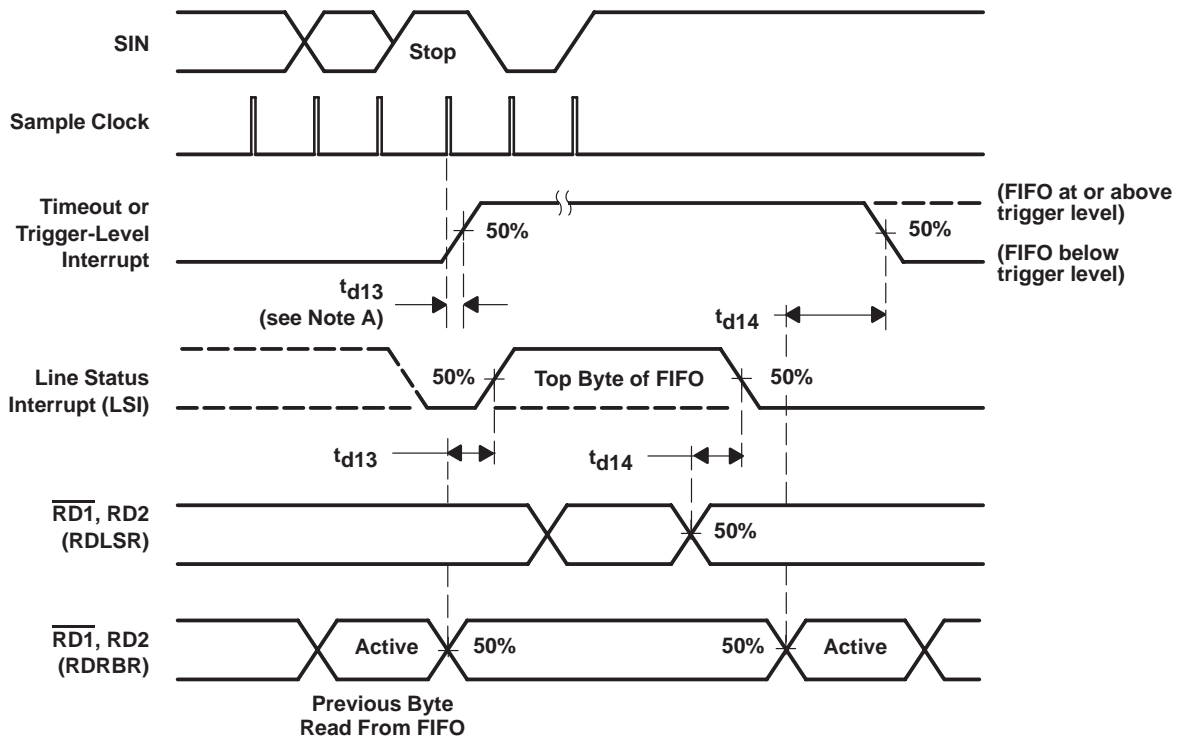 SIN
Stop
Sample Clock
Timeout or
Trigger-Level
Interrupt
50%
50%
(FIFO at or above
trigger level)
(FIFO below
trigger level)
td13
(see Note A)
td14
Line Status
Interrupt (LSI)
50%
Top Byte of FIFO
50%
td13
td14
RD1, RD2
(RDLSR)
50%
RD1, RD2
(RDRBR)
Active
50%
50%
Active
Previous Byte
Read From FIFO